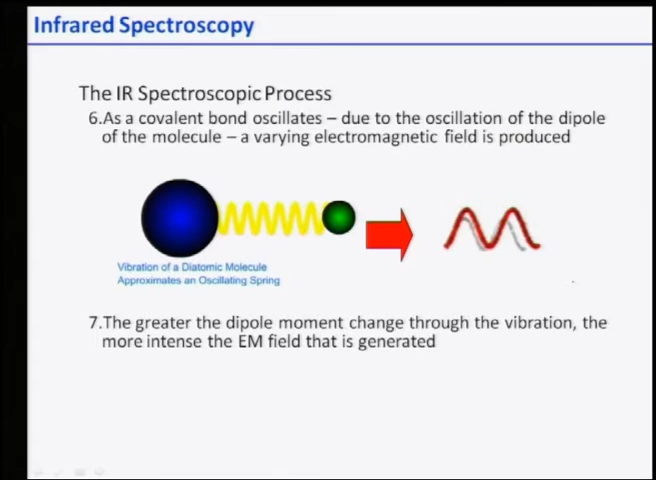 Infrared Spectroscopy
The IR Spectroscopic Process
6.As a covalent bond oscillates – due to the oscillation of the dipole
of the molecule – a varying electromagnetic field is produced
Vibration of a Diatomic Molecule
Approximates an Oscillating Spring
7.The greater the dipole moment change through the vibration, the
more intense the EM field that is generated